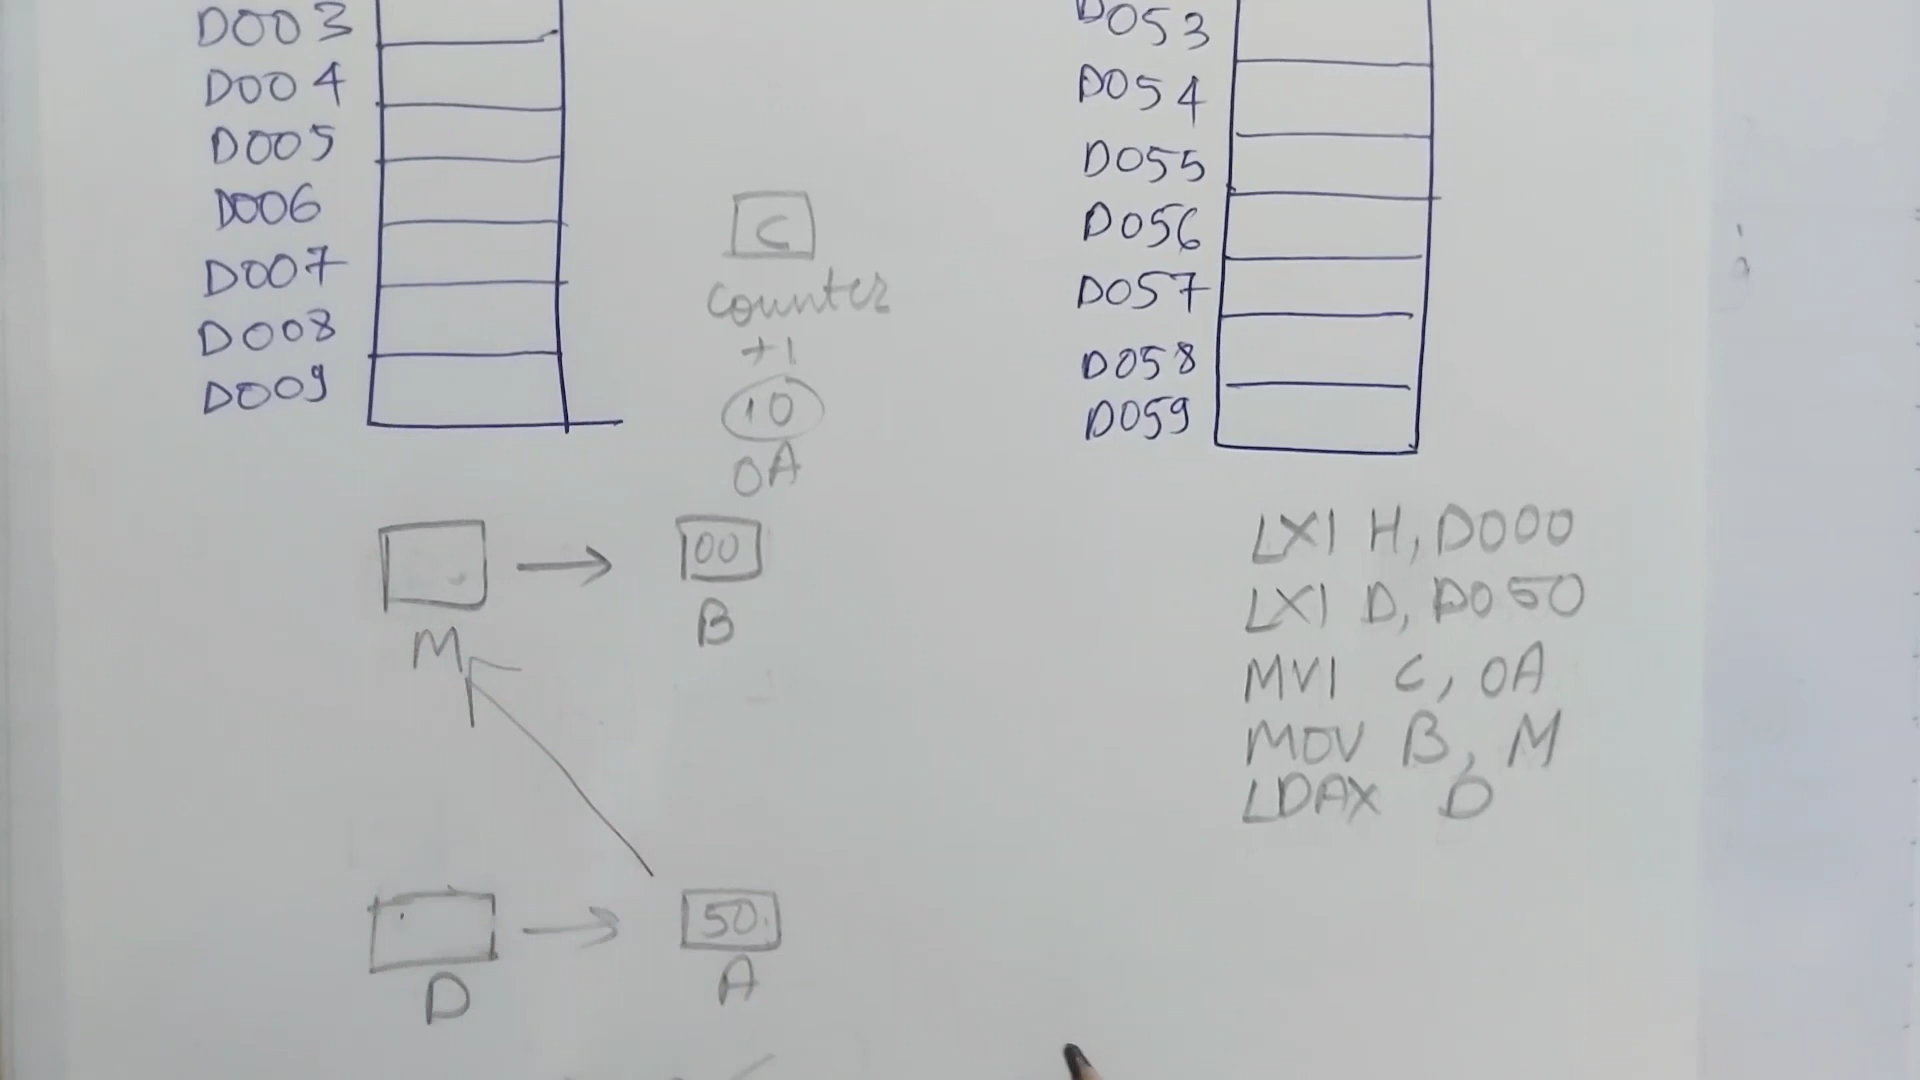 D003
D004
D005
D006
D007
D008
D009
C
counter
+1
10
0A
D053
D054
D055
D056
D057
D058
D059
M
00
B
D
50
A
LXI H, D000
LXI D, D050
MVI C, 0A
MOV B, M
LDAX D